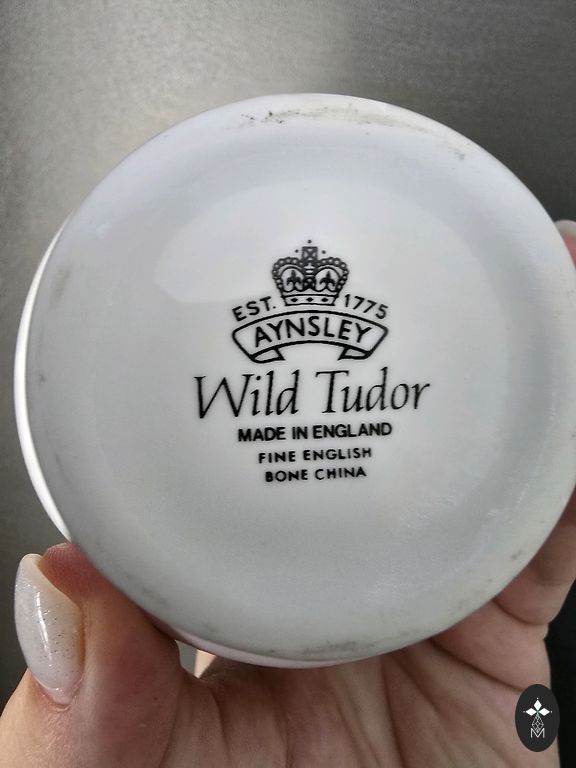 EST. 1775
AYNSLEY
Wild Tudor
MADE IN ENGLAND
FINE ENGLISH
BONE CHINA
M